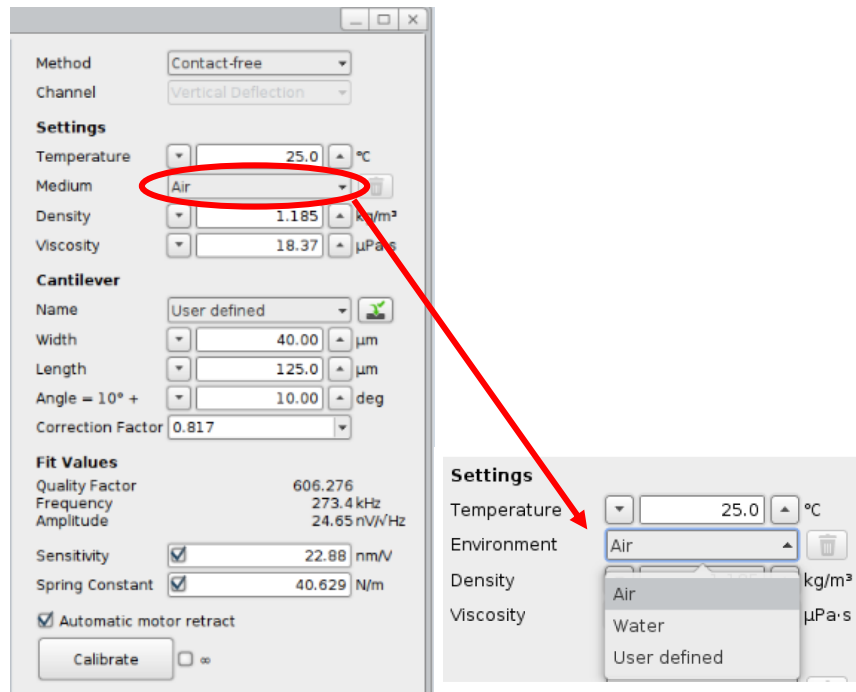 Method Contact-free
Channel Vertical Deflection
Settings
Temperature 25.0 °C
Medium Air
Density 1.185 kg/m³
Viscosity 18.37 µPa·s
Cantilever
Name User defined
Width 40.00 µm
Length 125.0 µm
Angle = 10° + 10.00 deg
Correction Factor 0.817
Fit Values
Quality Factor 606.276
Frequency 273.4 kHz
Amplitude 24.65 nV/√Hz
Sensitivity 22.88 nm/V
Spring Constant 40.629 N/m
Automatic motor retract
Calibrate ∞
Settings
Temperature 25.0 °C
Environment Air
Density kg/m³
Viscosity µPa·s
Air
Water
User defined